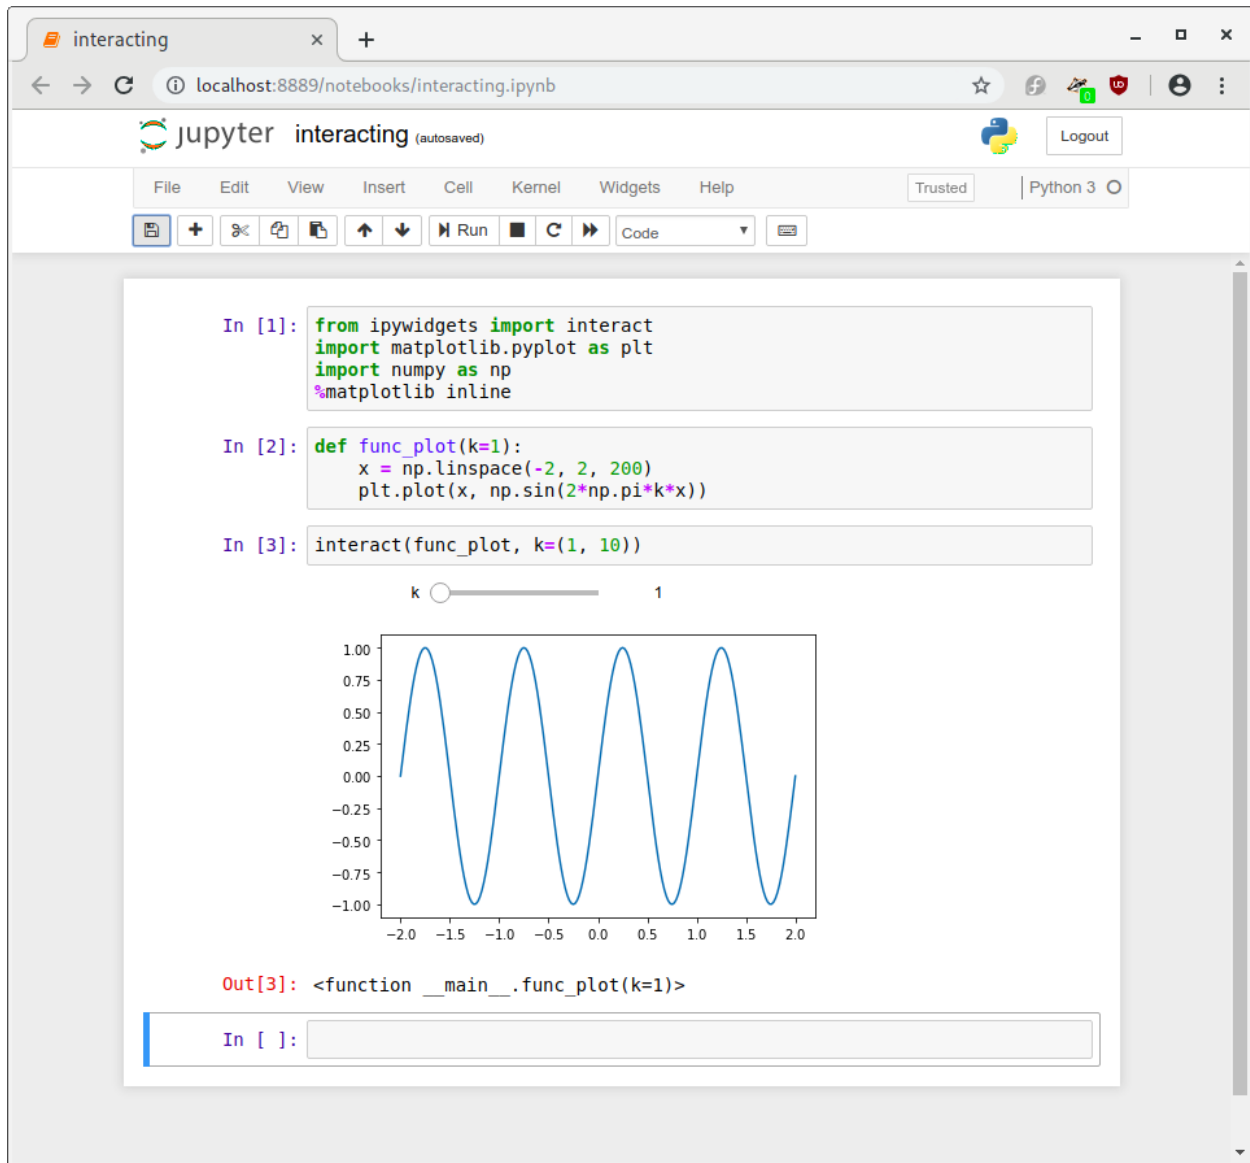 interacting
localhost:8889/notebooks/interacting.ipynb
0
UD
jupyter interacting (autosaved)
Logout
File Edit View Insert Cell Kernel Widgets Help Trusted Python 3
Run Code
In [1]: from ipywidgets import interact
import matplotlib.pyplot as plt
import numpy as np
%matplotlib inline
In [2]: def func_plot(k=1):
    x = np.linspace(-2, 2, 200)
    plt.plot(x, np.sin(2*np.pi*k*x))
In [3]: interact(func_plot, k=(1, 10))
k 1
1.00
0.75
0.50
0.25
0.00
−0.25
−0.50
−0.75
−1.00
−2.0 −1.5 −1.0 −0.5 0.0 0.5 1.0 1.5 2.0
Out[3]: <function __main__.func_plot(k=1)>
In [ ]: